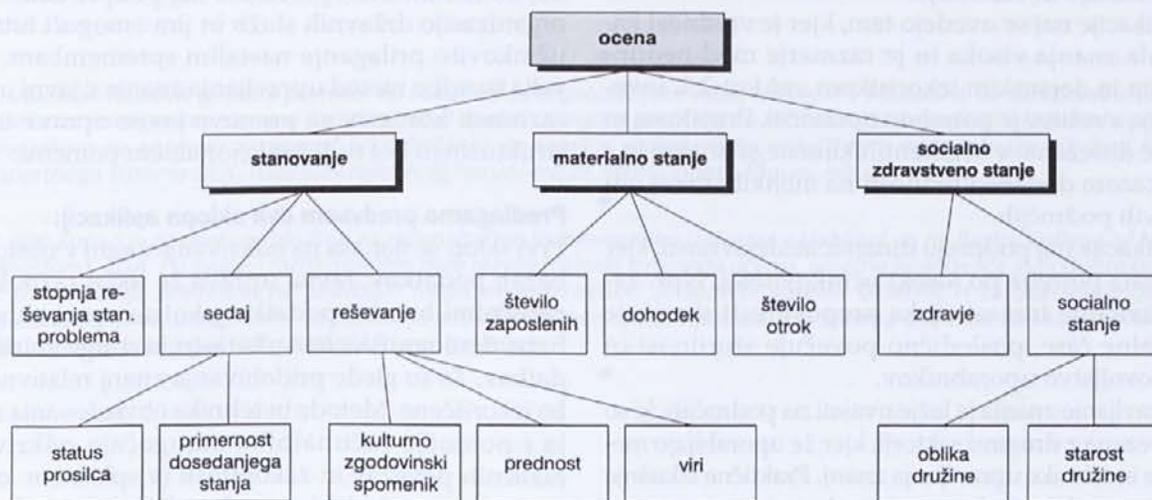 ocena
stanovanje
materialno stanje
socialno
zdravstveno stanje
stopnja re-
ševanja stan.
problema
sedaj
reševanje
število
zaposlenih
dohodek
število
otrok
zdravje
socialno
stanje
status
prosilca
primernost
dosedanjega
stanja
kulturno
zgodovinski
spomenik
prednost
viri
oblika
družine
starost
družine